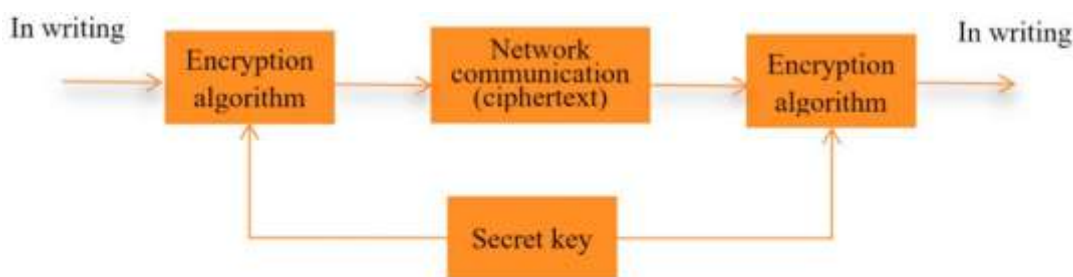 In writing
Encryption
algorithm
Network
communication
(ciphertext)
Encryption
algorithm
In writing
Secret key